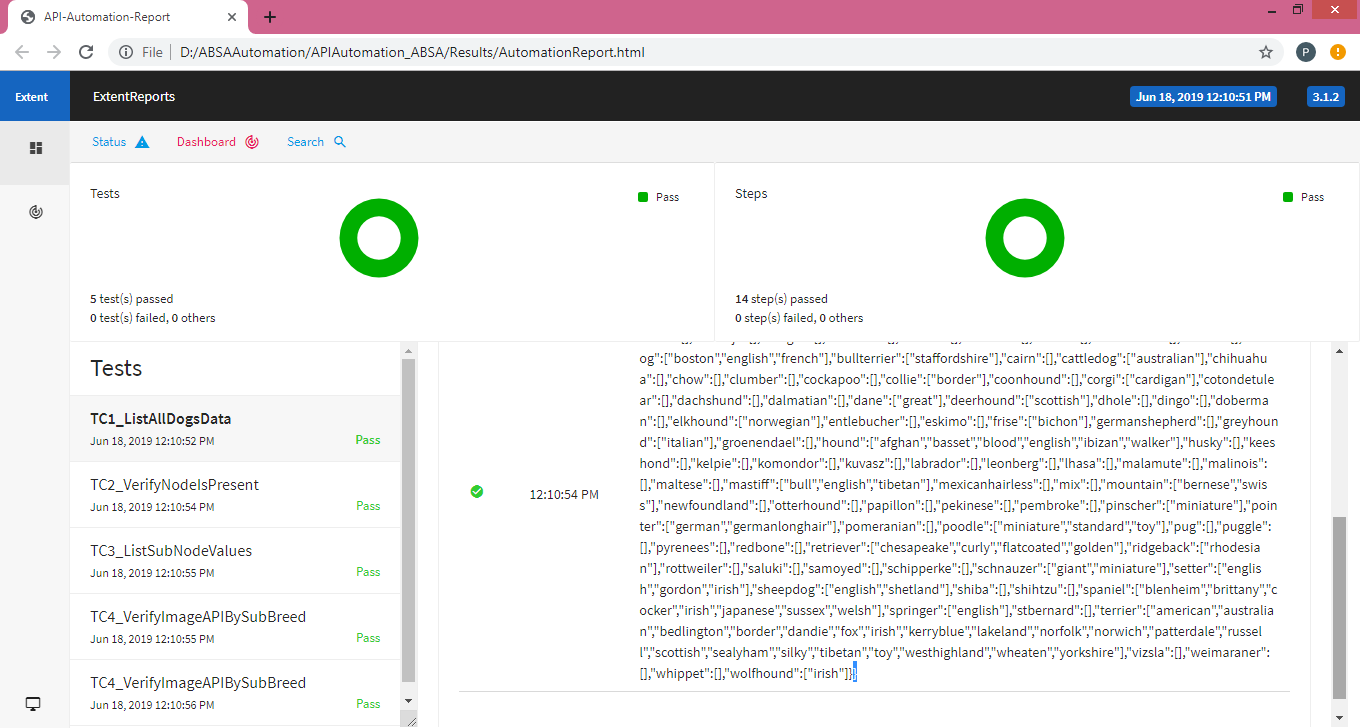 API-Automation-Report
File D:/ABSAAutomation/APIAutomation_ABSA/Results/AutomationReport.html
P
Extent
ExtentReports
Jun 18, 2019 12:10:51 PM
3.1.2
Status
Dashboard
Search
Tests
Pass
5 test(s) passed
0 test(s) failed, 0 others
Steps
Pass
14 step(s) passed
0 step(s) failed, 0 others
Tests
TC1_ListAllDogsData
Jun 18, 2019 12:10:52 PM
Pass
TC2_VerifyNodeIsPresent
Jun 18, 2019 12:10:54 PM
Pass
TC3_ListSubNodeValues
Jun 18, 2019 12:10:55 PM
Pass
TC4_VerifyImageAPIBySubBreed
Jun 18, 2019 12:10:55 PM
Pass
TC4_VerifyImageAPIBySubBreed
Jun 18, 2019 12:10:56 PM
Pass
12:10:54 PM
og":["boston","english","french"],"bullterrier":["staffordshire"],"cairn":[],"cattledog":["australian"],"chihuahu
a":[],"chow":[],"clumber":[],"cockapoo":[],"collie":["border"],"coonhound":[],"corgi":["cardigan"],"cotondetule
ar":[],"dachshund":[],"dalmatian":[],"dane":["great"],"deerhound":["scottish"],"dhole":[],"dingo":[],"doberma
n":[],"elkhound":["norwegian"],"entlebucher":[],"eskimo":[],"frise":["bichon"],"germanshepherd":[],"greyhoun
d":["italian"],"groenendael":[],"hound":["afghan","basset","blood","english","ibizan","walker"],"husky":[],"kees
hond":[],"kelpie":[],"komondor":[],"kuvasz":[],"labrador":[],"leonberg":[],"lhasa":[],"malamute":[],"malinois":
[],"maltese":[],"mastiff":["bull","english","tibetan"],"mexicanhairless":[],"mix":[],"mountain":["bernese","swis
s"],"newfoundland":[],"otterhound":[],"papillon":[],"pekinese":[],"pembroke":[],"pinscher":["miniature"],"poin
ter":["german","germanlonghair"],"pomeranian":[],"poodle":["miniature","standard","toy"],"pug":[],"puggle":
[],"pyrenees":[],"redbone":[],"retriever":["chesapeake","curly","flatcoated","golden"],"ridgeback":["rhodesia
n"],"rottweiler":[],"saluki":[],"samoyed":[],"schipperke":[],"schnauzer":["giant","miniature"],"setter":["englis
h","gordon","irish"],"sheepdog":["english","shetland"],"shiba":[],"shihtzu":[],"spaniel":["blenheim","brittany","c
ocker","irish","japanese","sussex","welsh"],"springer":["english"],"stbernard":[],"terrier":["american","australia
n","bedlington","border","dandie","fox","irish","kerryblue","lakeland","norfolk","norwich","patterdale","russel
l","scottish","sealyham","silky","tibetan","toy","westhighland","wheaten","yorkshire"],"vizsla":[],"weimaraner":
[],"whippet":[],"wolfhound":["irish"]}}